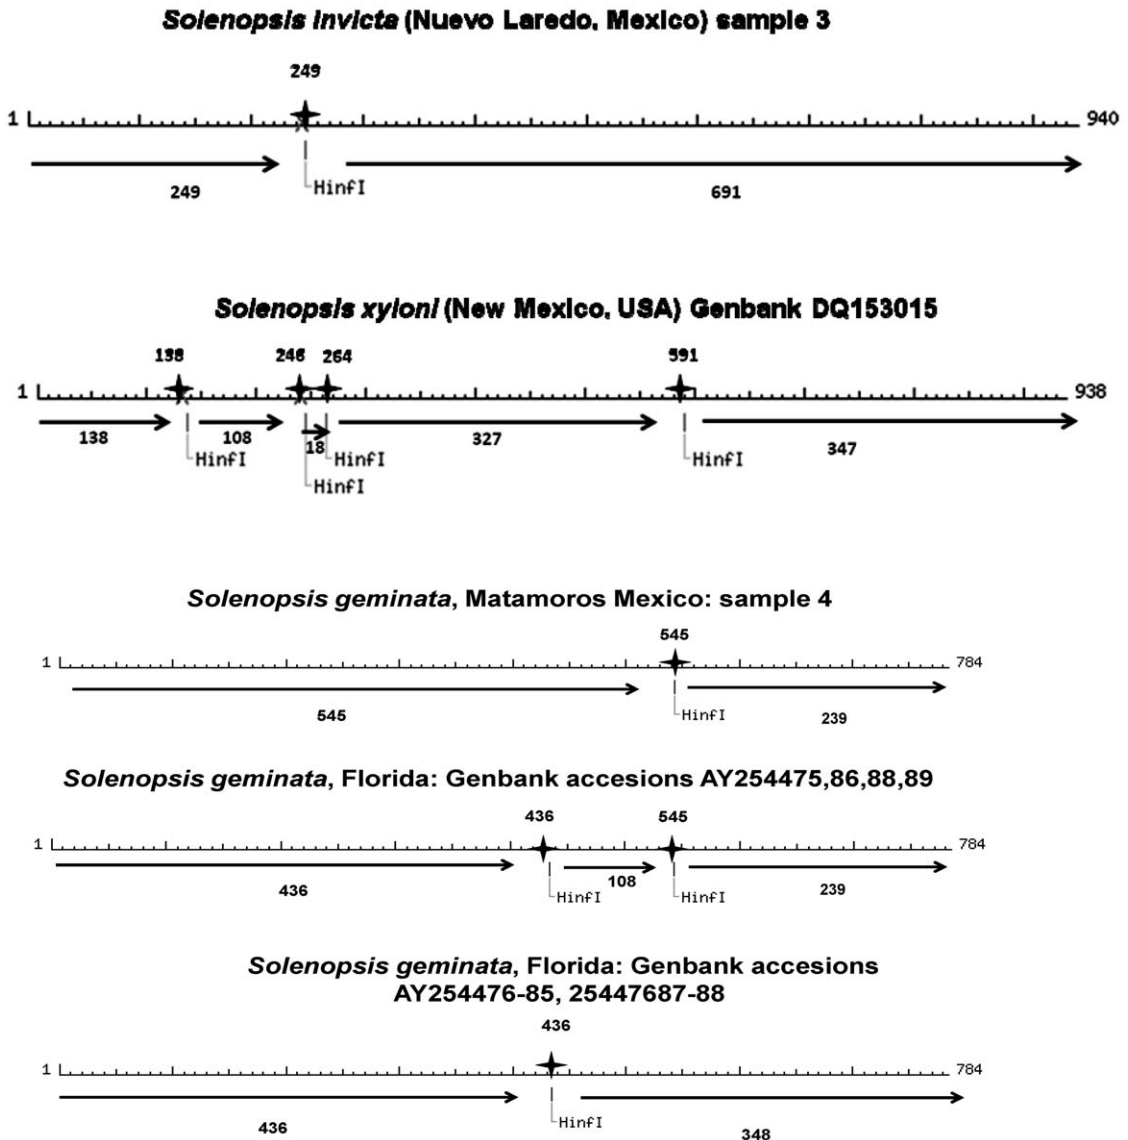 Solenopsis invicta (Nuevo Laredo, Mexico) sample 3
249
1 940
HinfI
249 691
Solenopsis xyloni (New Mexico, USA) Genbank DQ153015
138 246 264 591
1 938
138 108 18 327 347
HinfI HinfI HinfI
HinfI
Solenopsis geminata, Matamoros Mexico: sample 4
545
1 784
545 HinfI 239
Solenopsis geminata, Florida: Genbank accesions AY254475,86,88,89
436 545
1 784
436 108 239
HinfI HinfI
Solenopsis geminata, Florida: Genbank accesions
AY254476-85, 25447687-88
436
1 784
HinfI
436 348